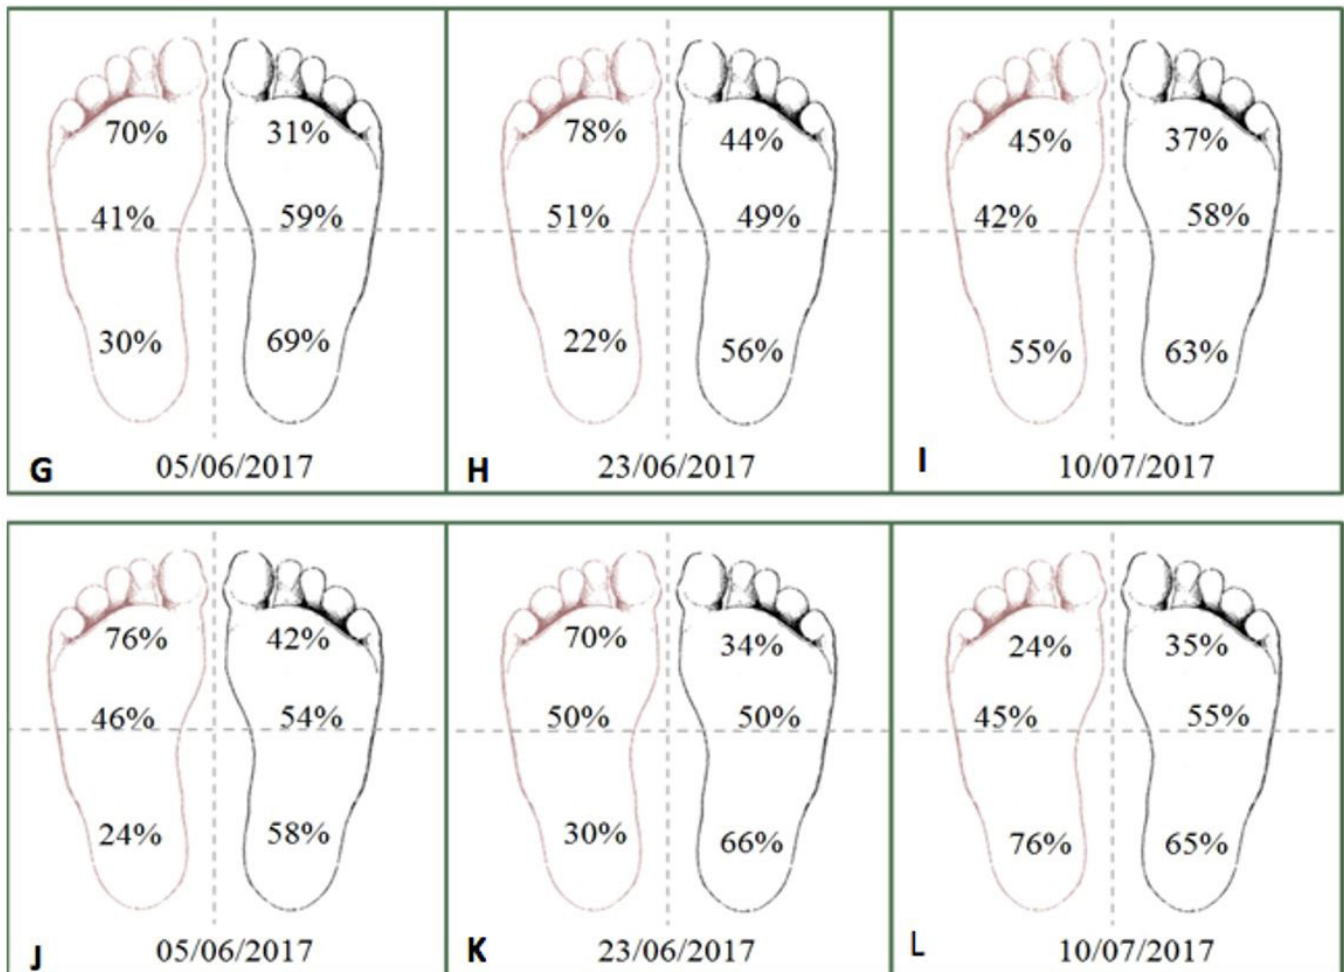 70% 31% 78% 44% 45% 37%
41% 59% 51% 49% 42% 58%
30% 69% 22% 56% 55% 63%
G 05/06/2017 H 23/06/2017 I 10/07/2017
76% 42% 70% 34% 24% 35%
46% 54% 50% 50% 45% 55%
24% 58% 30% 66% 76% 65%
J 05/06/2017 K 23/06/2017 L 10/07/2017